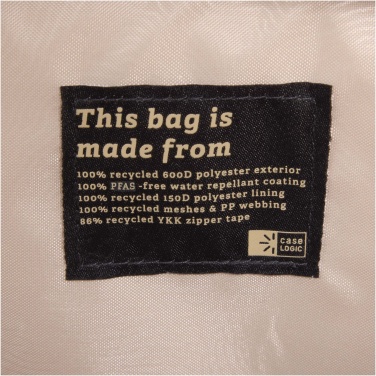 This bag is
made from
100% recycled 600D polyester exterior
100% PFAS -free water repellant coating
100% recycled 150D polyester lining
100% recycled meshes & PP webbing
86% recycled YKK zipper tape
case
LOGIC